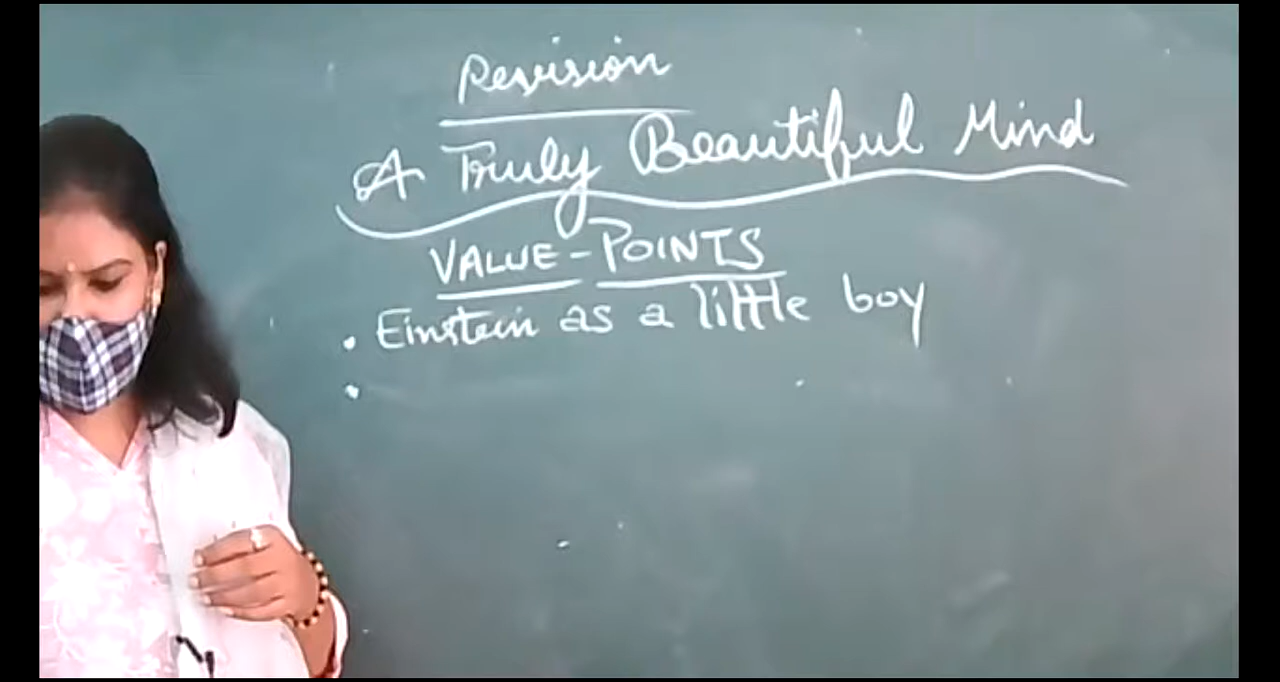 Revision
A Truly Beautiful Mind
VALUE-POINTS
• Einstein as a little boy
•